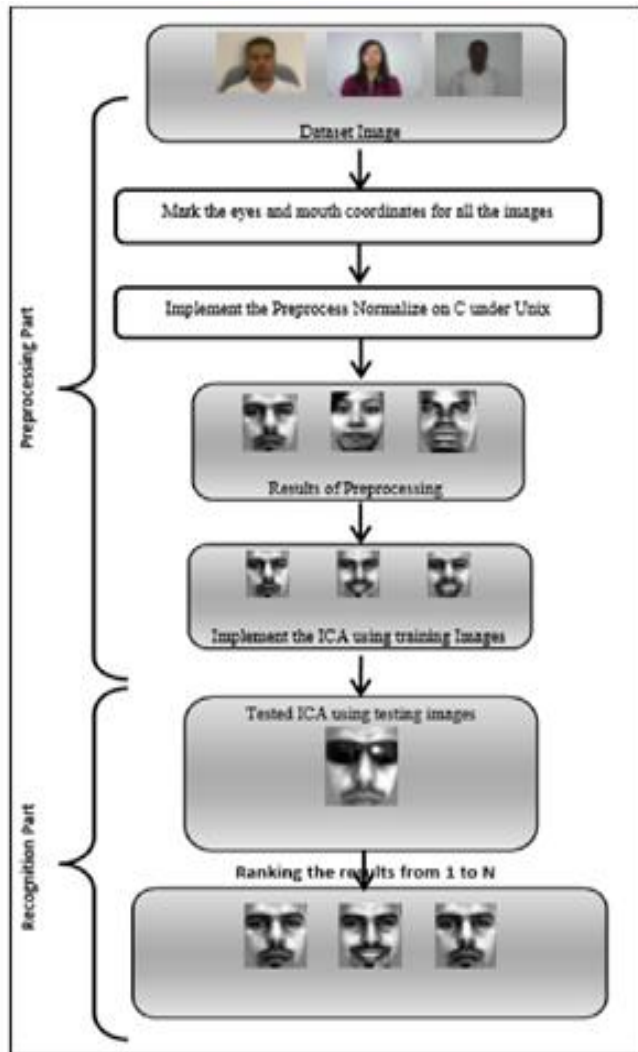 Dataset Image
Mark the eyes and mouth coordinates for all the images
Implement the Preprocess Normalize on C under Unix
Preprocessing Part
Results of Preprocessing
Implement the ICA using training Images
Tested ICA using testing images
Recognition Part
Ranking the results from 1 to N